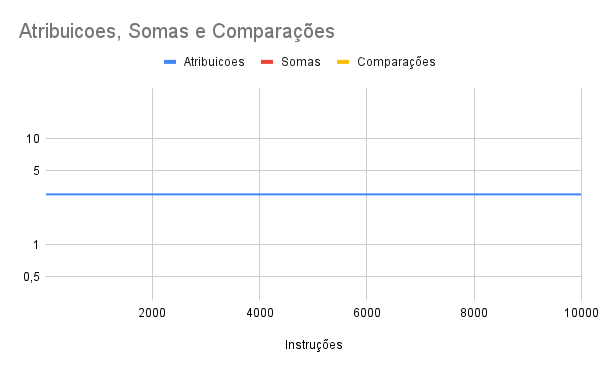 Atribuicoes, Somas e Comparações
Atribuicoes Somas Comparações
10
5
1
0,5
2000 4000 6000 8000 10000
Instruções